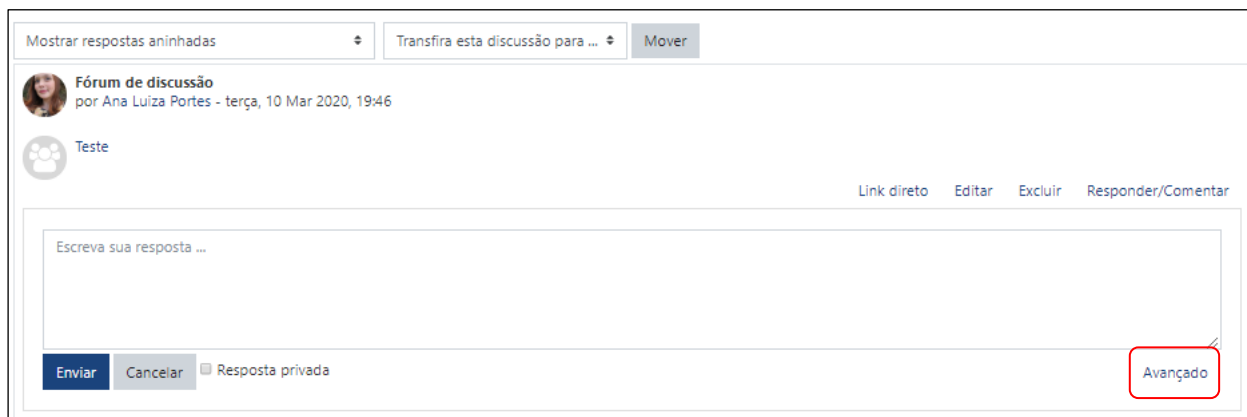 Mostrar respostas aninhadas Transfira esta discussão para ... Mover
Fórum de discussão
por Ana Luiza Portes - terça, 10 Mar 2020, 19:46
Teste
Link direto Editar Excluir Responder/Comentar
Escreva sua resposta ...
Enviar Cancelar Resposta privada Avançado